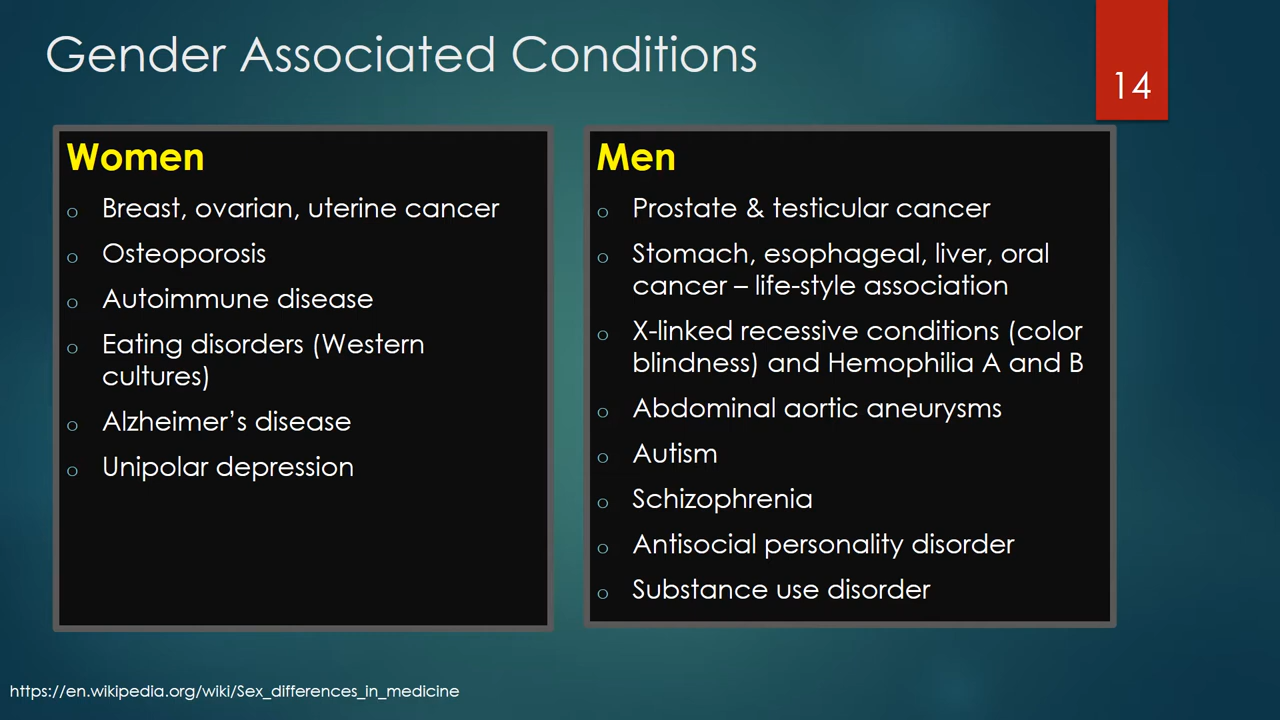 Gender Associated Conditions
14
Women
Breast, ovarian, uterine cancer
Osteoporosis
Autoimmune disease
Eating disorders (Western
cultures)
Alzheimer’s disease
Unipolar depression
Men
Prostate & testicular cancer
Stomach, esophageal, liver, oral
cancer – life-style association
X-linked recessive conditions (color
blindness) and Hemophilia A and B
Abdominal aortic aneurysms
Autism
Schizophrenia
Antisocial personality disorder
Substance use disorder
https://en.wikipedia.org/wiki/Sex_differences_in_medicine